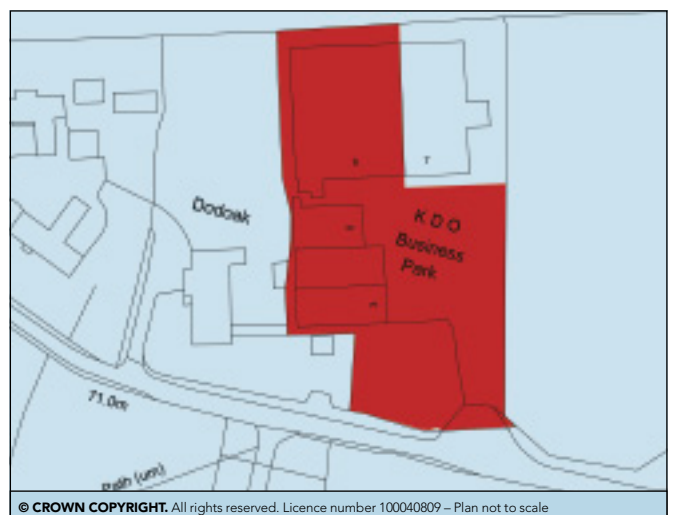 Dodoak
K D O
Business
Park
T
71.0m
Path (um)
© CROWN COPYRIGHT. All rights reserved. Licence number 100040809 – Plan not to scale